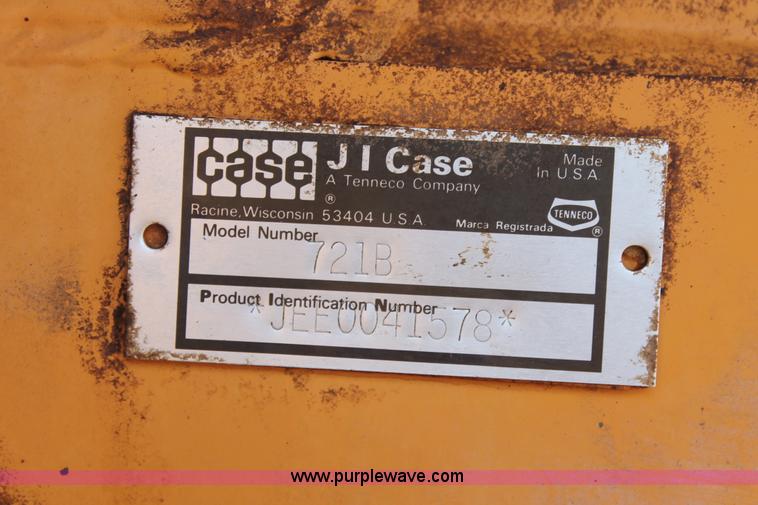 case
J I Case
A Tenneco Company
®
Made
In U.S.A.
Racine, Wisconsin 53404 U.S.A.
Marca Registrada
TENNECO
®
Model Number
721B
Product Identification Number
*JEE0041578*
www.purplewave.com